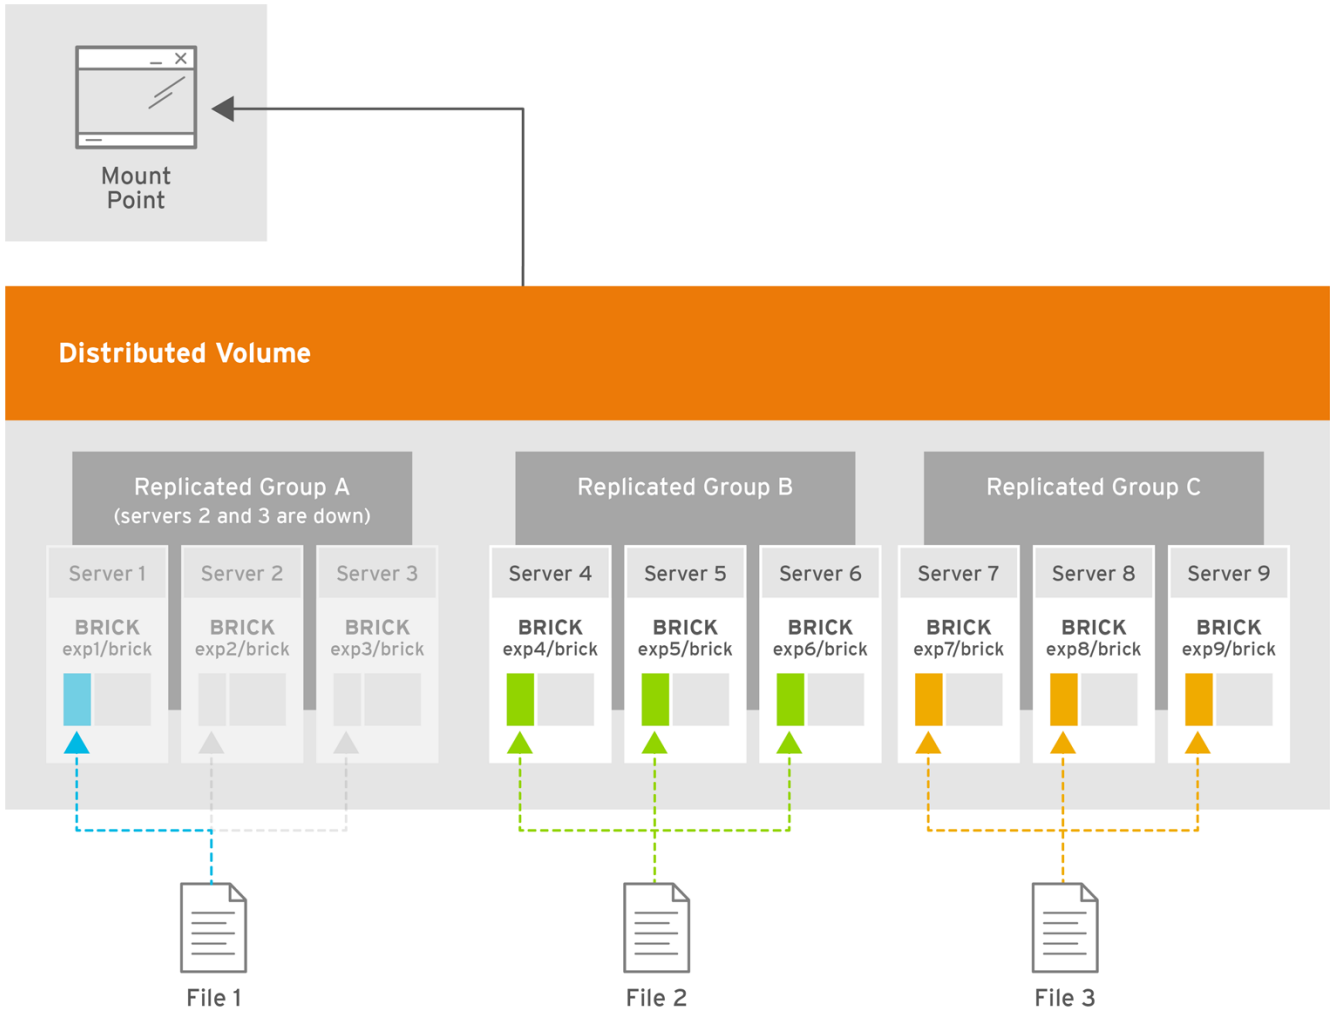 Mount
Point
Distributed Volume
Replicated Group A
(servers 2 and 3 are down)
Replicated Group B
Replicated Group C
Server 1
Server 2
Server 3
Server 4
Server 5
Server 6
Server 7
Server 8
Server 9
BRICK
exp1/brick
BRICK
exp2/brick
BRICK
exp3/brick
BRICK
exp4/brick
BRICK
exp5/brick
BRICK
exp6/brick
BRICK
exp7/brick
BRICK
exp8/brick
BRICK
exp9/brick
File 1
File 2
File 3